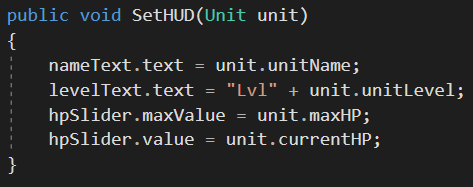 public void SetHUD(Unit unit)
{
    nameText.text = unit.unitName;
    levelText.text = "Lvl" + unit.unitLevel;
    hpSlider.maxValue = unit.maxHP;
    hpSlider.value = unit.currentHP;
}